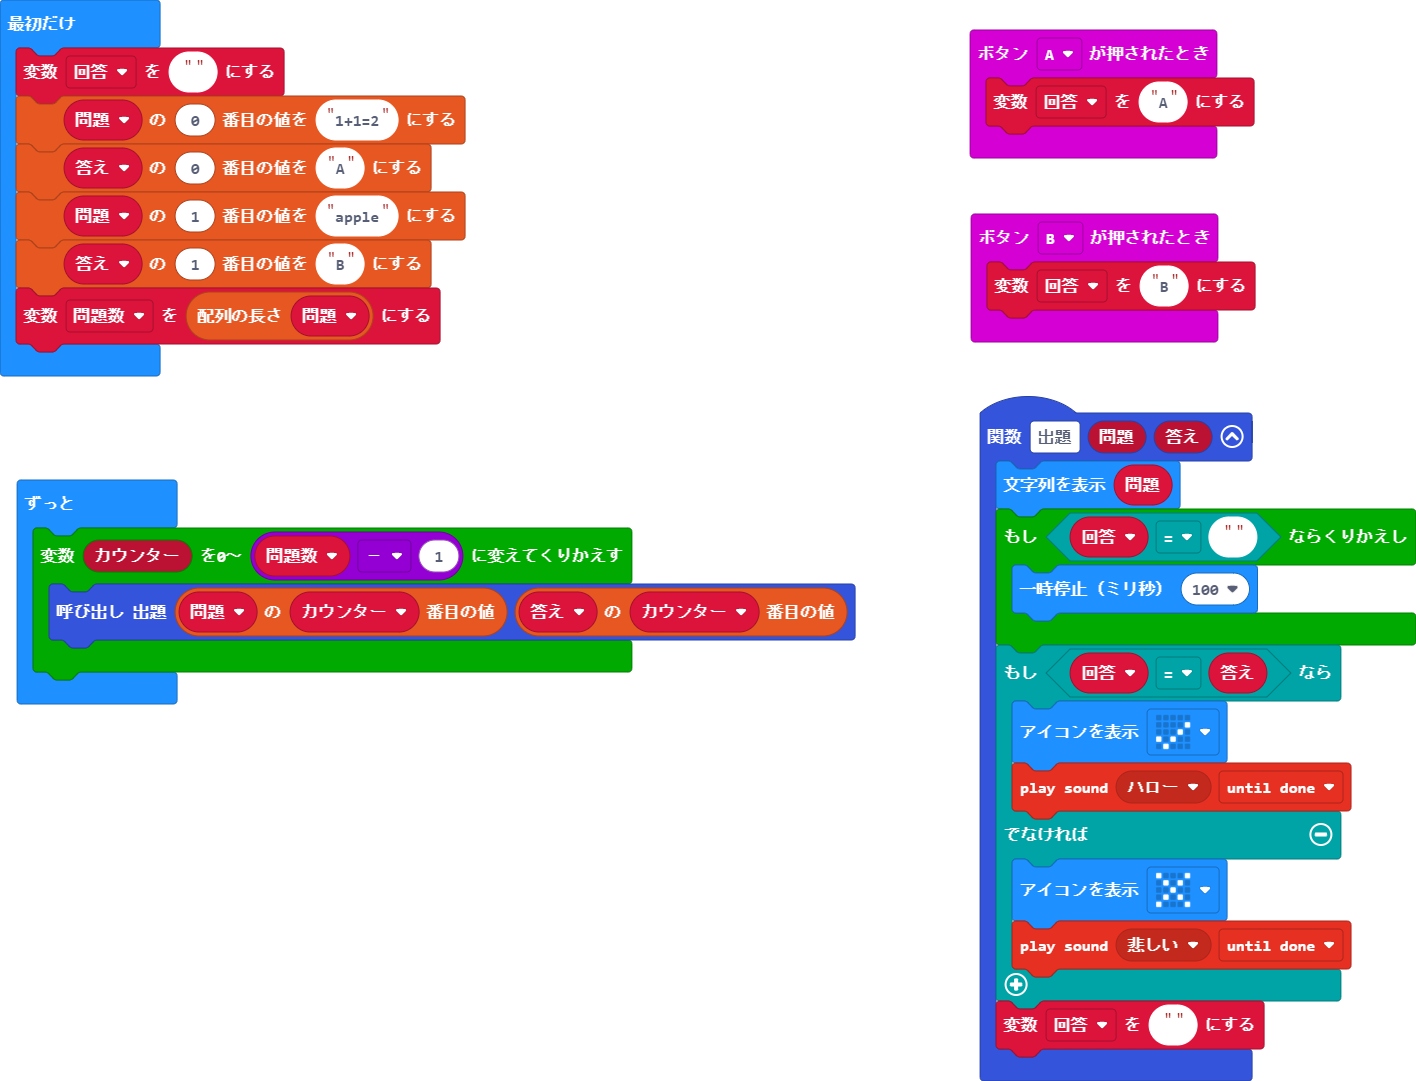 最初だけ
変数 回答 を " " にする
問題 の 0 番目の値を "1+1=2" にする
答え の 0 番目の値を "A" にする
問題 の 1 番目の値を "apple" にする
答え の 1 番目の値を "B" にする
変数 問題数 を 配列の長さ 問題 にする
ずっと
変数 カウンター を0～ 問題数 - 1 に変えてくりかえす
呼び出し 出題 問題 の カウンター 番目の値 答え の カウンター 番目の値
ボタン A が押されたとき
変数 回答 を "A" にする
ボタン B が押されたとき
変数 回答 を "B" にする
関数 出題 問題 答え
文字列を表示 問題
もし 回答 = " " ならくりかえし
一時停止（ミリ秒） 100
もし 回答 = 答え なら
アイコンを表示
play sound ハロー until done
でなければ
アイコンを表示
play sound 悲しい until done
変数 回答 を " " にする